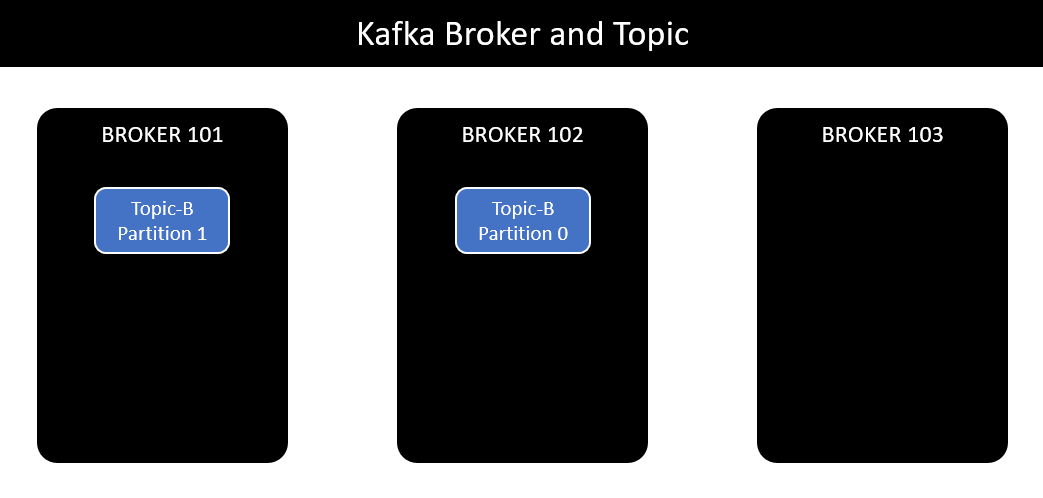 Kafka Broker and Topic
BROKER 101
Topic-B
Partition 1
BROKER 102
Topic-B
Partition 0
BROKER 103